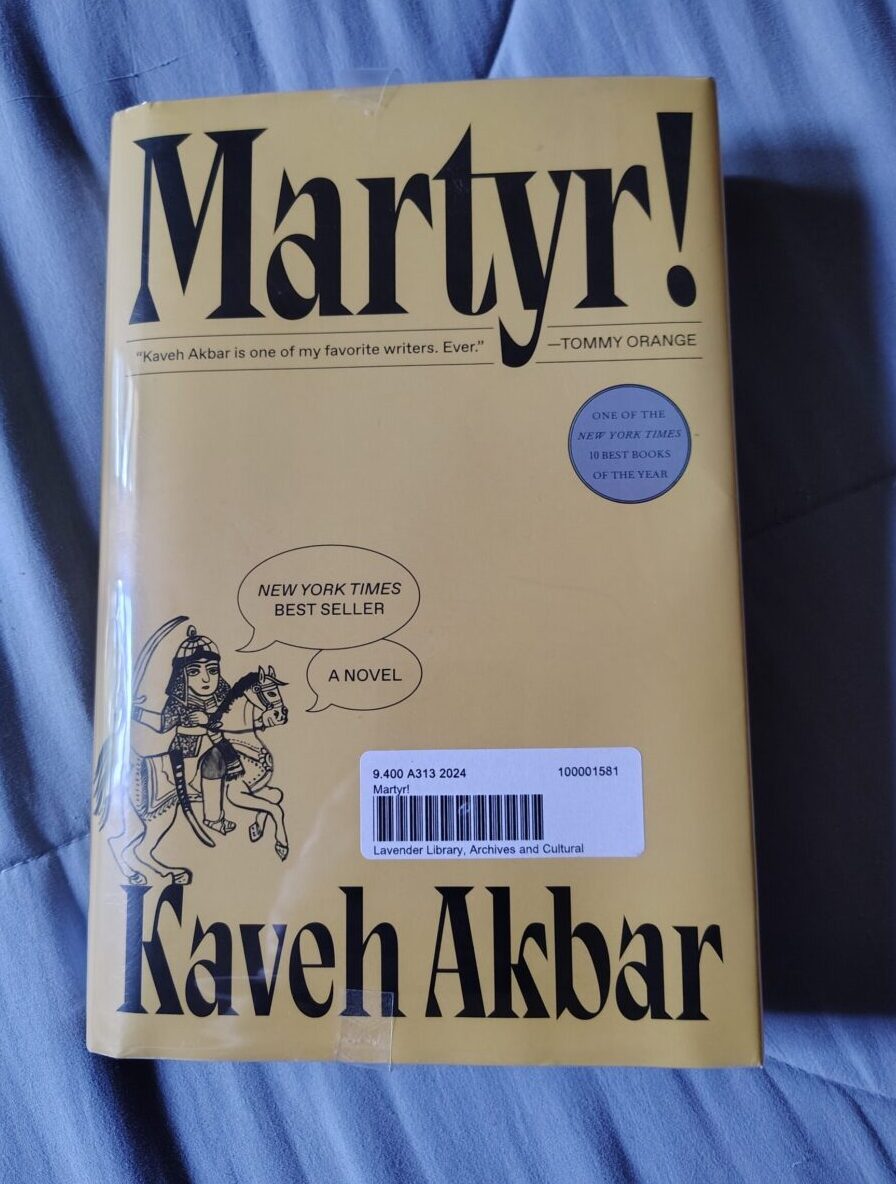 Martyr!
“Kaveh Akbar is one of my favorite writers. Ever.” —TOMMY ORANGE
ONE OF THE
NEW YORK TIMES
10 BEST BOOKS
OF THE YEAR
NEW YORK TIMES
BEST SELLER
A NOVEL
9.400 A313 2024 100001581
Martyr!
Lavender Library, Archives and Cultural
Kaveh Akbar